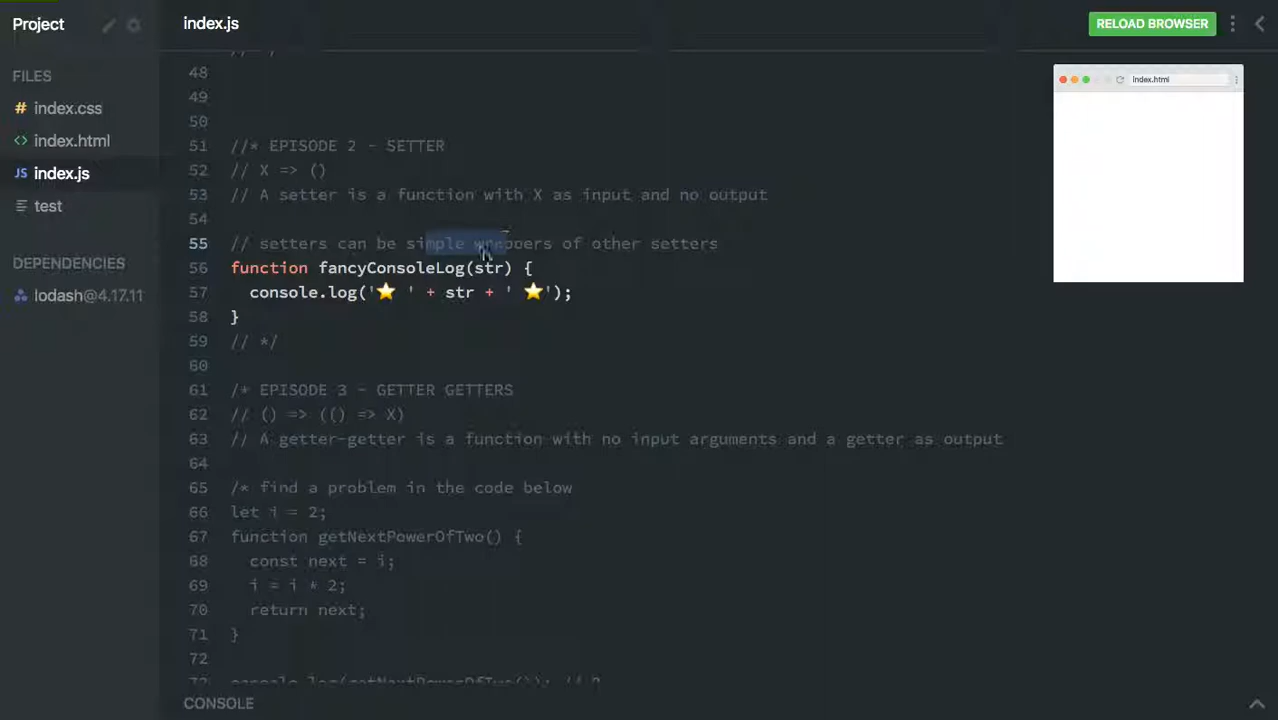 Project
index.js
RELOAD BROWSER
FILES
# index.css
<> index.html
JS index.js
test
DEPENDENCIES
lodash@4.17.11
index.html
48
49
50
51 //* EPISODE 2 - SETTER
52 // X => ()
53 // A setter is a function with X as input and no output
54
55 // setters can be simple wrappers of other setters
56 function fancyConsoleLog(str) {
57 console.log('⭐ ' + str + ' ⭐');
58 }
59 // */
60
61 /* EPISODE 3 - GETTER GETTERS
62 // () => (() => X)
63 // A getter-getter is a function with no input arguments and a getter as output
64
65 /* find a problem in the code below
66 let i = 2;
67 function getNextPowerOfTwo() {
68 const next = i;
69 i = i * 2;
70 return next;
71 }
72
73 console.log(getNextPowerOfTwo()); // 2
CONSOLE